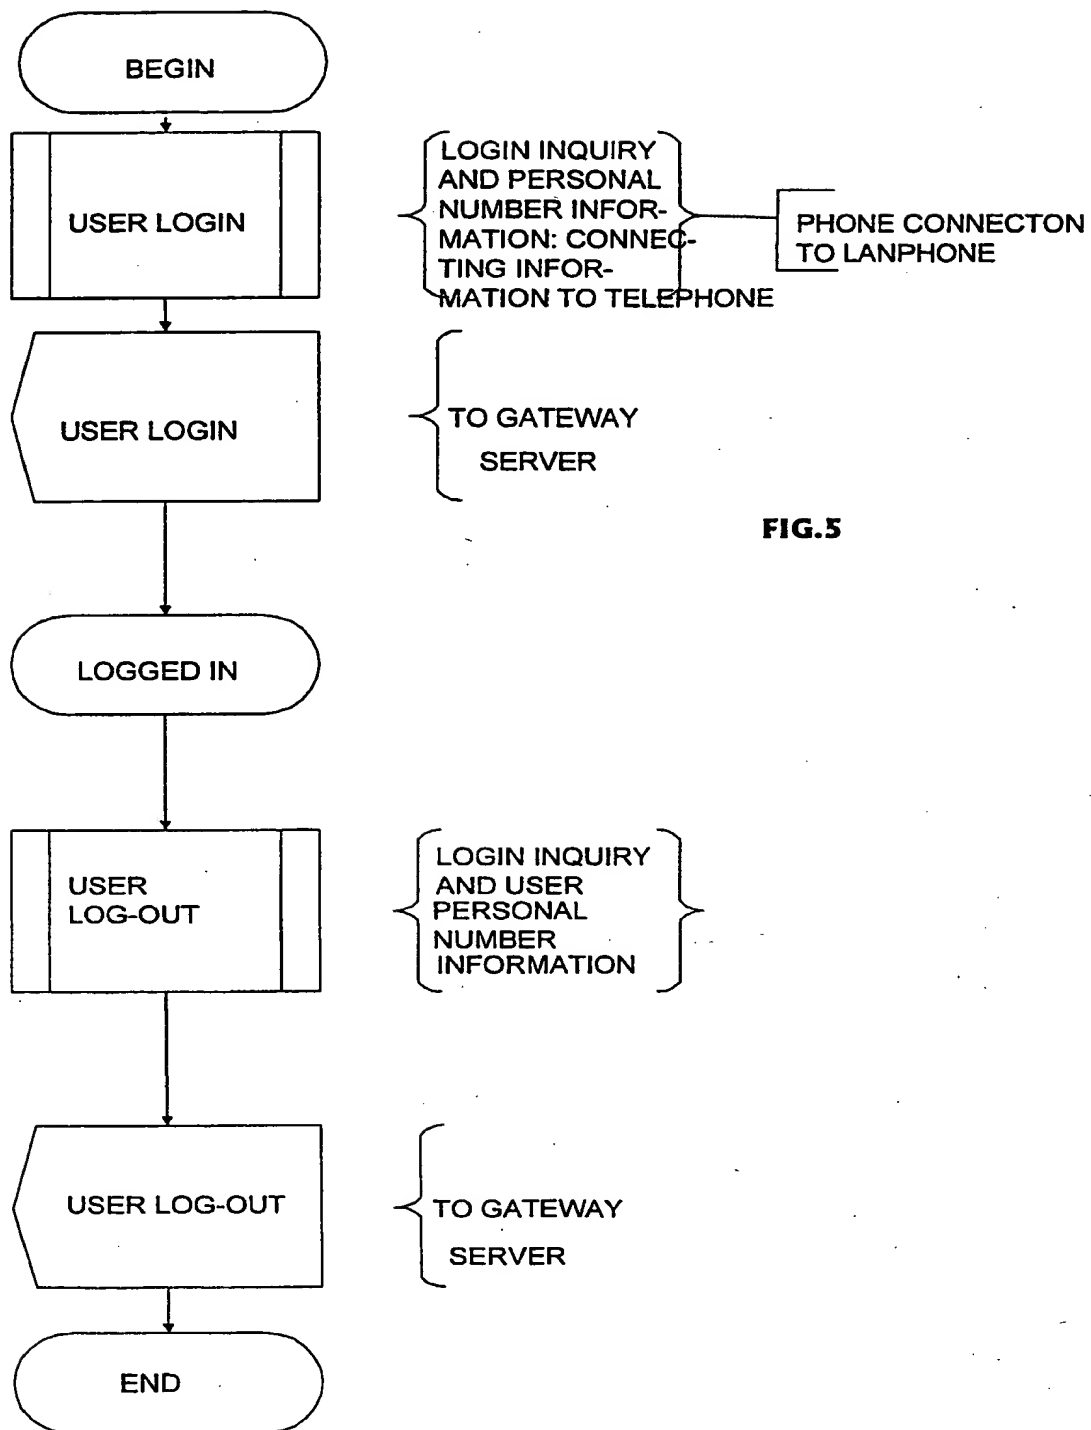 BEGIN
USER LOGIN
LOGIN INQUIRY
AND PERSONAL
NUMBER INFOR-
MATION: CONNEC-
TING INFOR-
MATION TO TELEPHONE
PHONE CONNECTON
TO LANPHONE
USER LOGIN
TO GATEWAY
SERVER
FIG.5
LOGGED IN
USER
LOG-OUT
LOGIN INQUIRY
AND USER
PERSONAL
NUMBER
INFORMATION
USER LOG-OUT
TO GATEWAY
SERVER
END